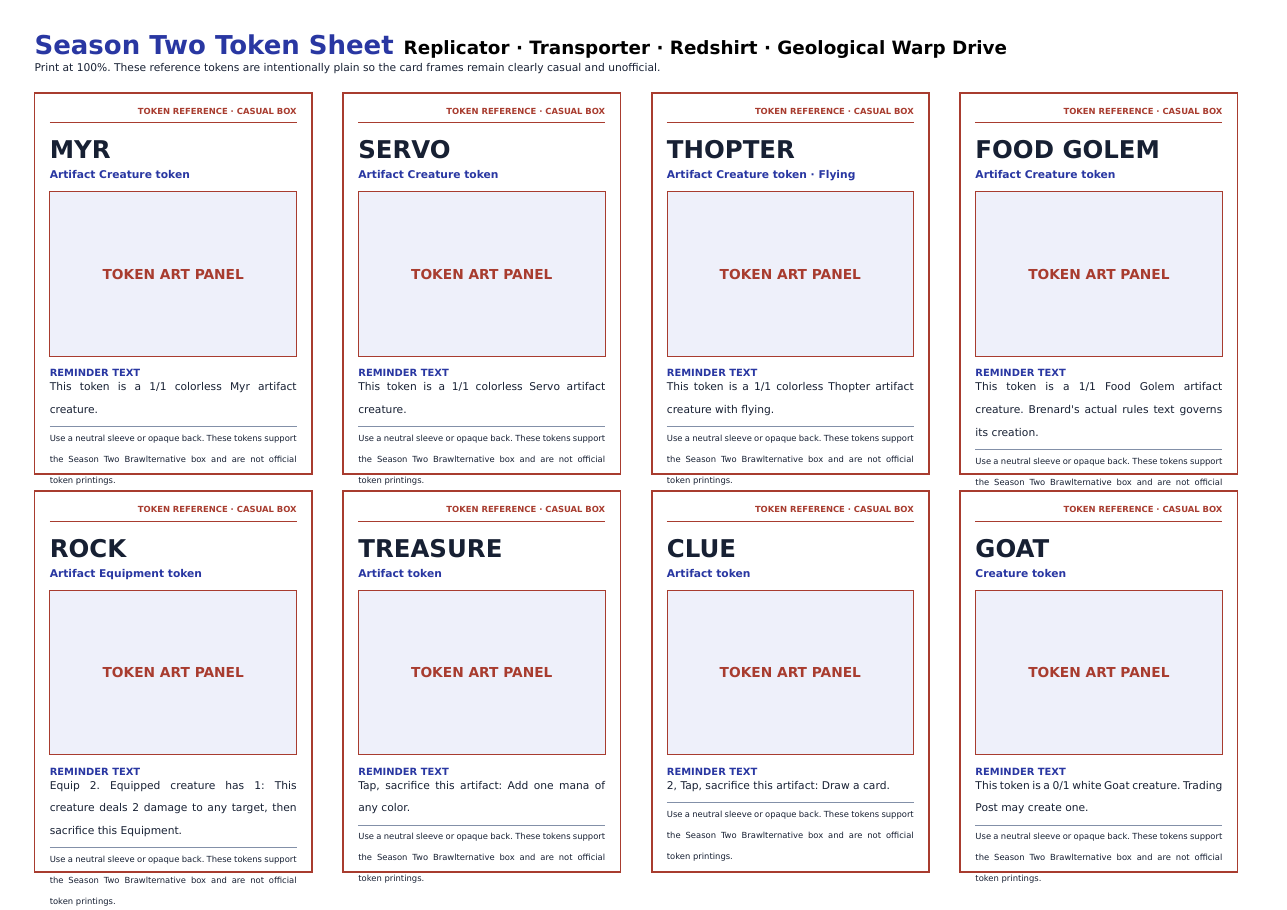 Season Two Token Sheet Replicator · Transporter · Redshirt · Geological Warp Drive
Print at 100%. These reference tokens are intentionally plain so the card frames remain clearly casual and unofficial.
TOKEN REFERENCE · CASUAL BOX
MYR
Artifact Creature token
TOKEN ART PANEL
REMINDER TEXT
This token is a 1/1 colorless Myr artifact
creature.
Use a neutral sleeve or opaque back. These tokens support
the Season Two Brawlternative box and are not official
token printings.
TOKEN REFERENCE · CASUAL BOX
SERVO
Artifact Creature token
TOKEN ART PANEL
REMINDER TEXT
This token is a 1/1 colorless Servo artifact
creature.
Use a neutral sleeve or opaque back. These tokens support
the Season Two Brawlternative box and are not official
token printings.
TOKEN REFERENCE · CASUAL BOX
THOPTER
Artifact Creature token · Flying
TOKEN ART PANEL
REMINDER TEXT
This token is a 1/1 colorless Thopter artifact
creature with flying.
Use a neutral sleeve or opaque back. These tokens support
the Season Two Brawlternative box and are not official
token printings.
TOKEN REFERENCE · CASUAL BOX
FOOD GOLEM
Artifact Creature token
TOKEN ART PANEL
REMINDER TEXT
This token is a 1/1 Food Golem artifact
creature. Brenard's actual rules text governs
its creation.
Use a neutral sleeve or opaque back. These tokens support
the Season Two Brawlternative box and are not official
TOKEN REFERENCE · CASUAL BOX
ROCK
Artifact Equipment token
TOKEN ART PANEL
REMINDER TEXT
Equip 2. Equipped creature has 1: This
creature deals 2 damage to any target, then
sacrifice this Equipment.
Use a neutral sleeve or opaque back. These tokens support
the Season Two Brawlternative box and are not official
token printings.
TOKEN REFERENCE · CASUAL BOX
TREASURE
Artifact token
TOKEN ART PANEL
REMINDER TEXT
Tap, sacrifice this artifact: Add one mana of
any color.
Use a neutral sleeve or opaque back. These tokens support
the Season Two Brawlternative box and are not official
token printings.
TOKEN REFERENCE · CASUAL BOX
CLUE
Artifact token
TOKEN ART PANEL
REMINDER TEXT
2, Tap, sacrifice this artifact: Draw a card.
Use a neutral sleeve or opaque back. These tokens support
the Season Two Brawlternative box and are not official
token printings.
TOKEN REFERENCE · CASUAL BOX
GOAT
Creature token
TOKEN ART PANEL
REMINDER TEXT
This token is a 0/1 white Goat creature. Trading
Post may create one.
Use a neutral sleeve or opaque back. These tokens support
the Season Two Brawlternative box and are not official
token printings.